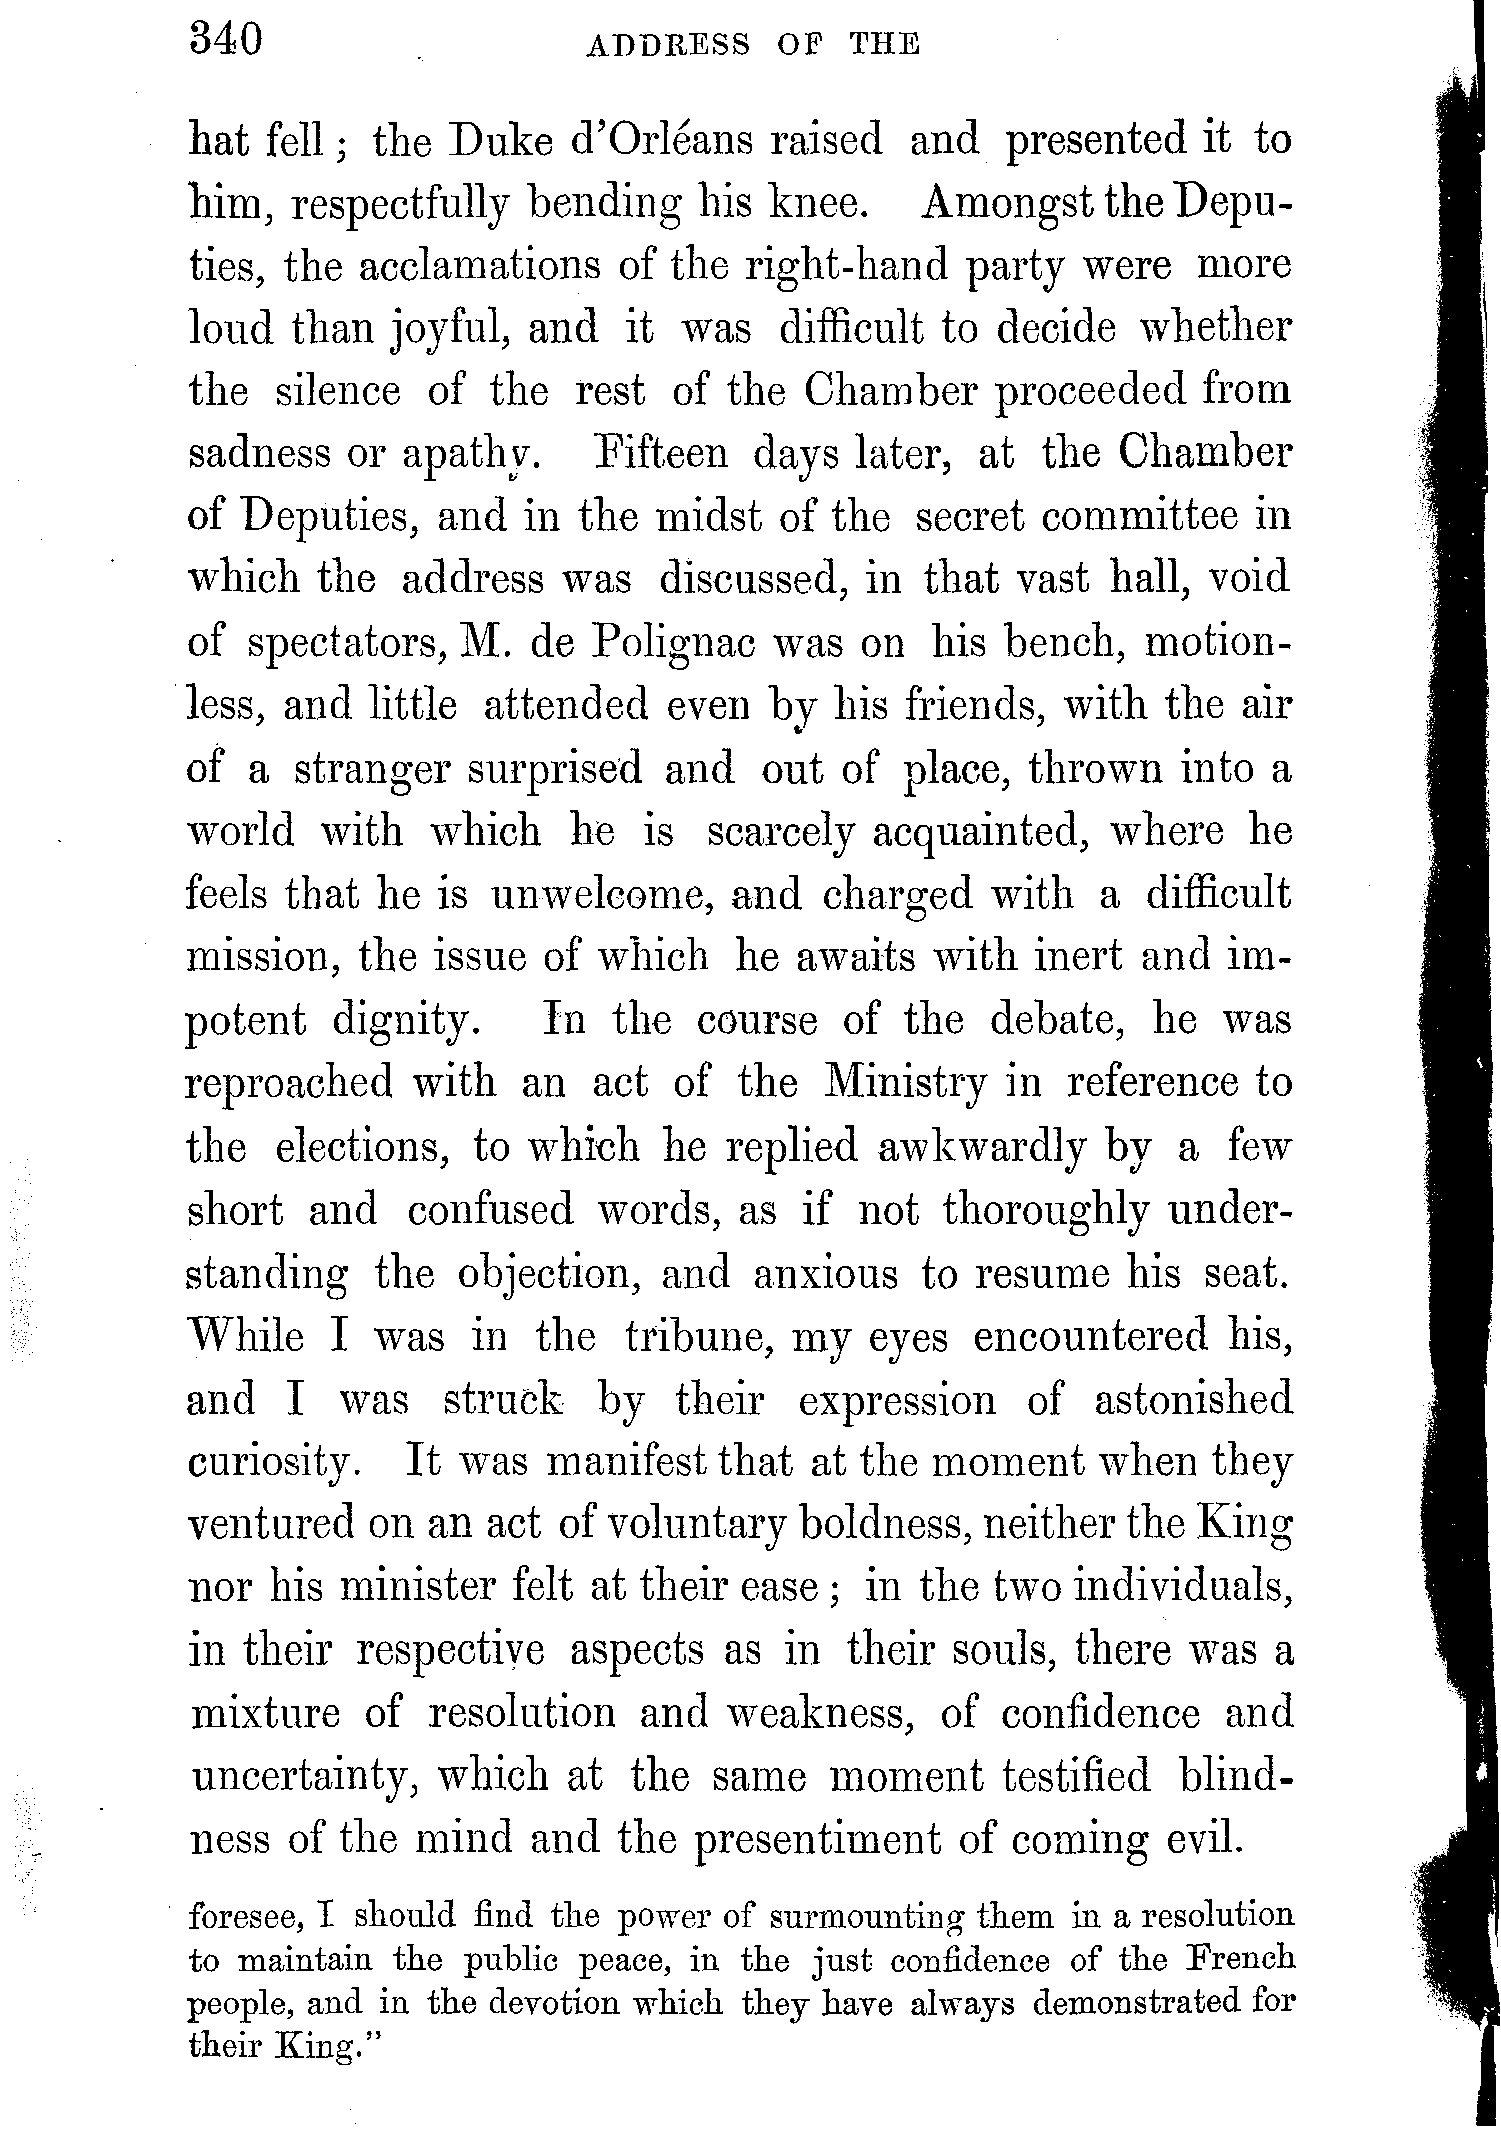 340 ADDRESS OF THE
hat fell ; the Duke d'Orléans raised and presented it to
him, respectfully bending his knee. Amongst the Depu-
ties, the acclamations of the right-hand party were more
loud than joyful, and it was difficult to decide whether
the silence of the rest of the Chamber proceeded from
sadness or apathy. Fifteen days later, at the Chamber
of Deputies, and in the midst of the secret committee in
which the address was discussed, in that vast hall, void
of spectators, M. de Polignac was on his bench, motion-
less, and little attended even by his friends, with the air
of a stranger surprised and out of place, thrown into a
world with which he is scarcely acquainted, where he
feels that he is unwelcome, and charged with a difficult
mission, the issue of which he awaits with inert and im-
potent dignity. In the course of the debate, he was
reproached with an act of the Ministry in reference to
the elections, to which he replied awkwardly by a few
short and confused words, as if not thoroughly under-
standing the objection, and anxious to resume his seat.
While I was in the tribune, my eyes encountered his,
and I was struck by their expression of astonished
curiosity. It was manifest that at the moment when they
ventured on an act of voluntary boldness, neither the King
nor his minister felt at their ease ; in the two individuals,
in their respective aspects as in their souls, there was a
mixture of resolution and weakness, of confidence and
uncertainty, which at the same moment testified blind-
ness of the mind and the presentiment of coming evil.
foresee, I should find the power of surmounting them in a resolution
to maintain the public peace, in the just confidence of the French
people, and in the devotion which they have always demonstrated for
their King."